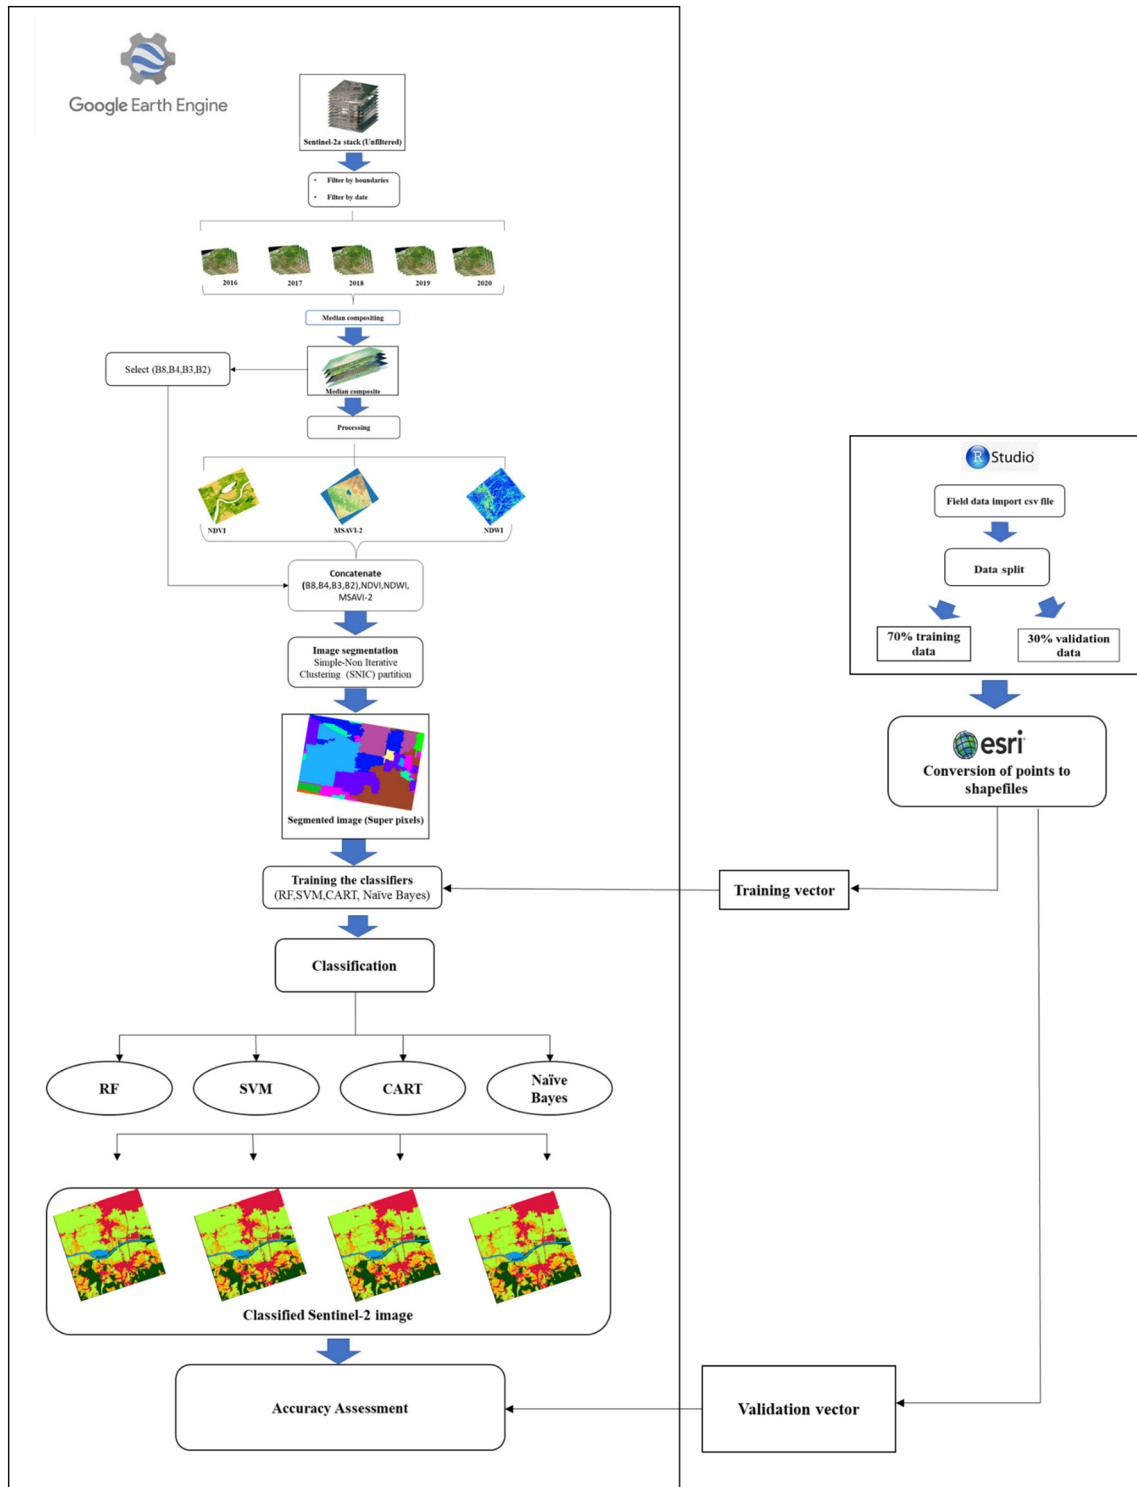 Google Earth Engine
Sentinel-2a stack (Unfiltered)
• Filter by boundaries
• Filter by date
2016
2017
2018
2019
2020
Median compositing
Select (B8,B4,B3,B2)
Median composite
Processing
NDVI
MSAVI-2
NDWI
Concatenate
(B8,B4,B3,B2),NDVI,NDWI,
MSAVI-2
Image segmentation
Simple-Non Iterative
Clustering (SNIC) partition
Segmented image (Super pixels)
Training the classifiers
(RF,SVM,CART, Naïve Bayes)
Classification
RF
SVM
CART
Naïve
Bayes
Classified Sentinel-2 image
Accuracy Assessment
R Studio
Field data import csv file
Data split
70% training
data
30% validation
data
esri
Conversion of points to
shapefiles
Training vector
Validation vector